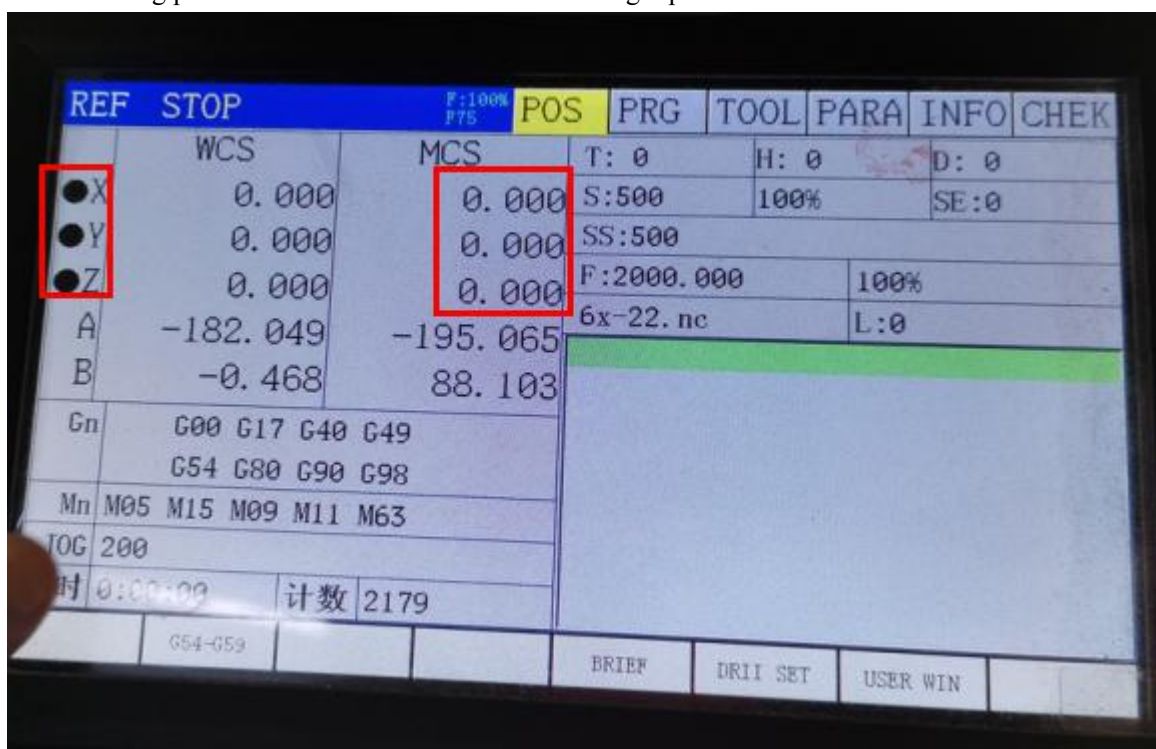 REF STOP F:100% POS PRG TOOL PARA INFO CHEK
WCS MCS T: 0 H: 0 D: 0
X 0.000 0.000 S:500 100% SE:0
Y 0.000 0.000 SS:500
Z 0.000 0.000 F:2000.000 100%
A -182.049 -195.065 6x-22.nc L:0
B -0.468 88.103
Gn G00 G17 G40 G49
G54 G80 G90 G98
Mn M05 M15 M09 M11 M63
JOG 200
时 计数 2179
G54-G59 BRIEF DRII SET USER WIN